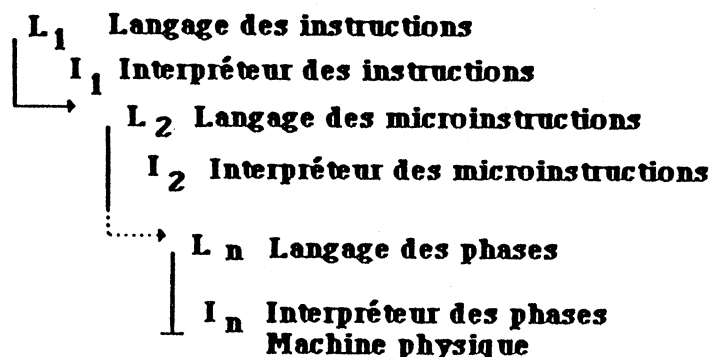 L1 Langage des instructions
I1 Interpréteur des instructions
L2 Langage des microinstructions
I2 Interpréteur des microinstructions
Ln Langage des phases
In Interpréteur des phases
Machine physique